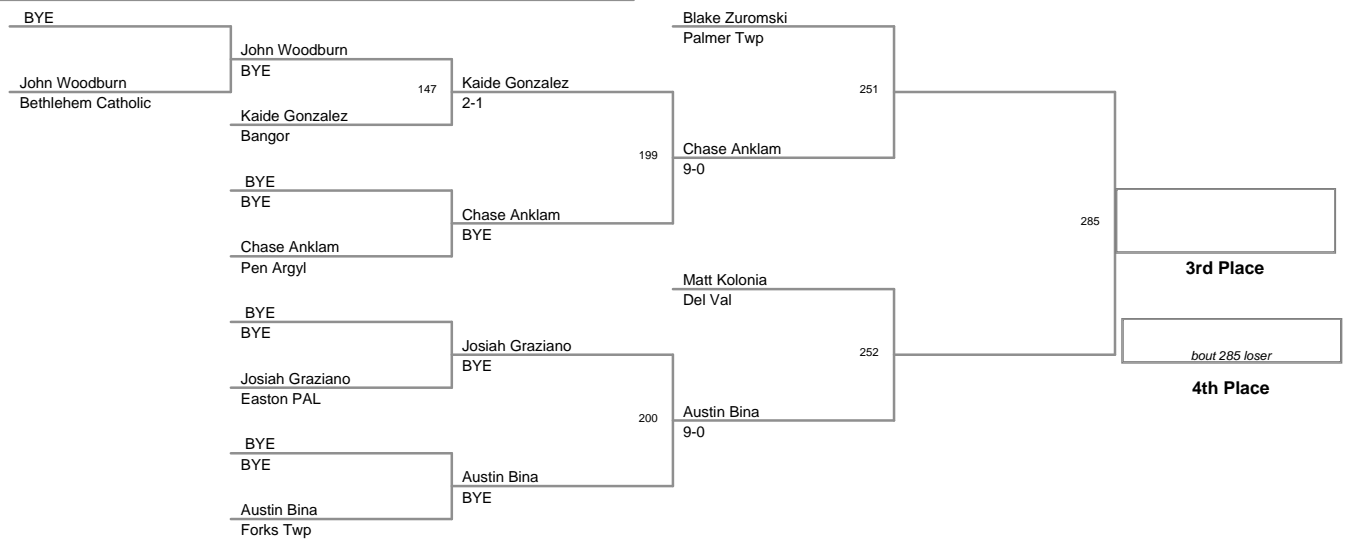 BYE
John Woodburn
Bethlehem Catholic
John Woodburn
BYE
147
Kaide Gonzalez
Bangor
BYE
BYE
Chase Anklam
Pen Argyl
BYE
BYE
Josiah Graziano
Easton PAL
BYE
BYE
Austin Bina
Forks Twp
Kaide Gonzalez
2-1
199
Chase Anklam
BYE
Josiah Graziano
BYE
200
Austin Bina
BYE
Blake Zuromski
Palmer Twp
251
Chase Anklam
9-0
Matt Kolonia
Del Val
252
Austin Bina
9-0
285
3rd Place
bout 285 loser
4th Place